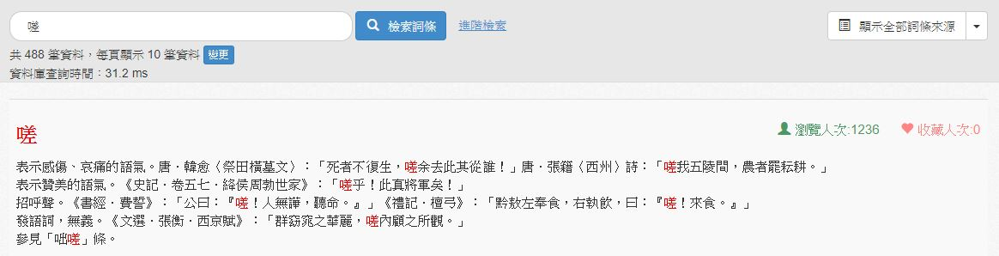 嗟 檢索詞條 進階檢索 顯示全部詞條來源
共 488 筆資料，每頁顯示 10 筆資料 變更
資料庫查詢時間：31.2 ms
嗟 瀏覽人次:1236 收藏人次:0
表示感傷、哀痛的語氣。唐．韓愈〈祭田橫墓文〉：「死者不復生，嗟余去此其從誰！」唐．張籍〈西州〉詩：「嗟我五陵間，農者罷耘耕。」
表示贊美的語氣。《史記．卷五七．絳侯周勃世家》：「嗟乎！此真將軍矣！」
招呼聲。《書經．費誓》：「公曰：『嗟！人無譁，聽命。』」《禮記．檀弓》：「黔敖左奉食，右執飲，曰：『嗟！來食。』」
發語詞，無義。《文選．張衡．西京賦》：「群窈窕之華麗，嗟內顧之所觀。」
參見「咄嗟」條。